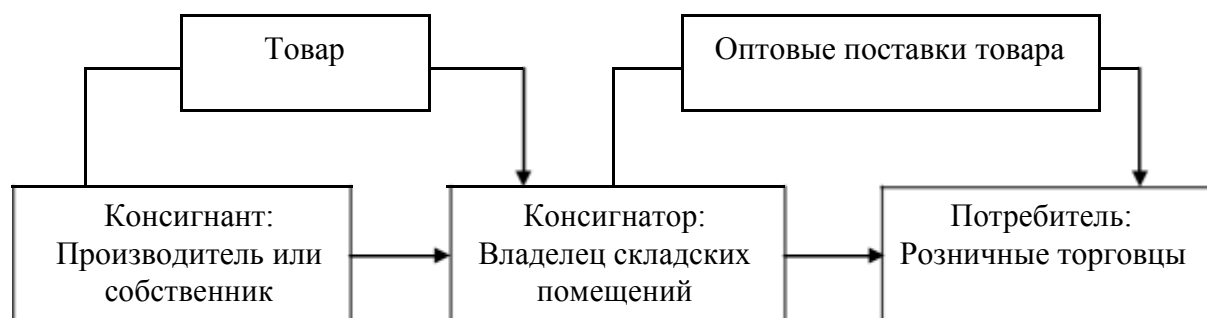 Товар
Оптовые поставки товара
Консигнант:
Производитель или
собственник
Консигнатор:
Владелец складских
помещений
Потребитель:
Розничные торговцы